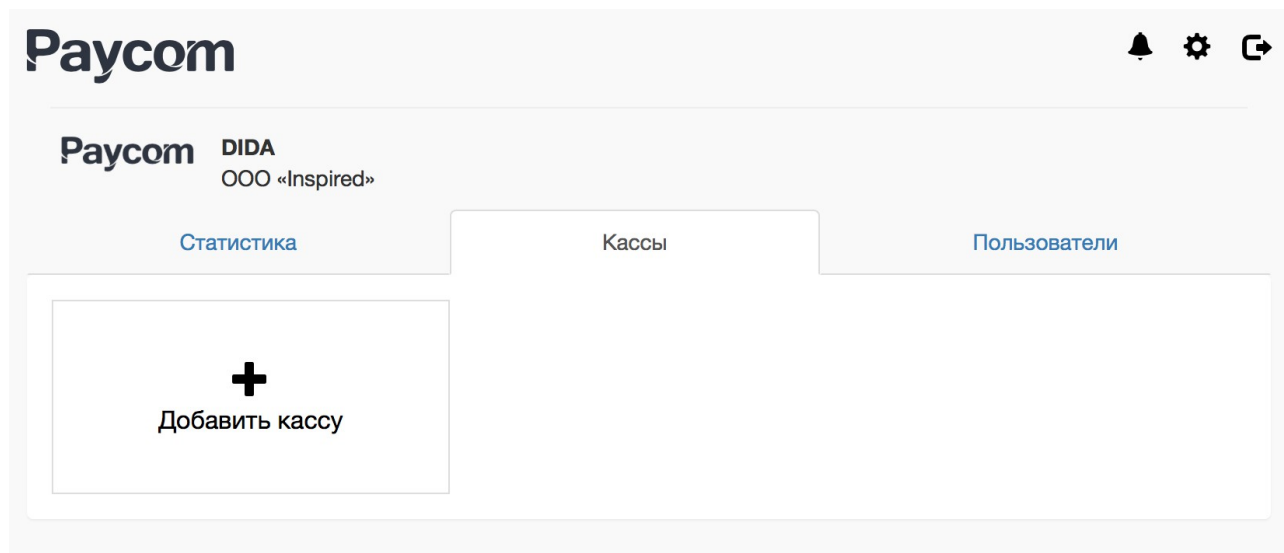 Paycom
Paycom
DIDA
ООО «Inspired»
Статистика
Кассы
Пользователи
Добавить кассу